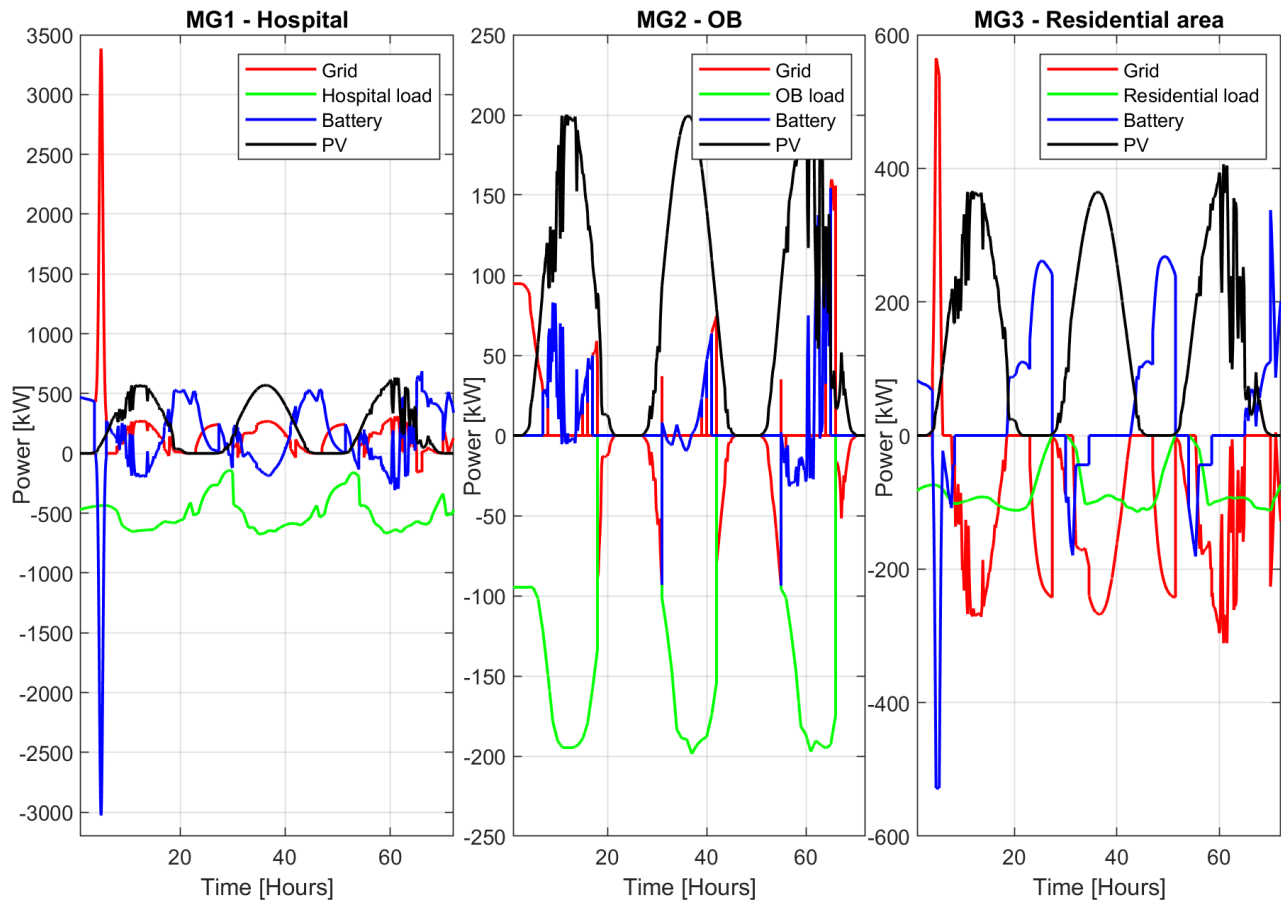 MG1 - Hospital
3500
3000
2500
2000
1500
1000
500
0
-500
-1000
-1500
-2000
-2500
-3000
Power [kW]
20
40
60
Time [Hours]
Grid
Hospital load
Battery
PV
MG2 - OB
250
200
150
100
50
0
-50
-100
-150
-200
-250
Power [kW]
20
40
60
Time [Hours]
Grid
OB load
Battery
PV
MG3 - Residential area
600
400
200
0
-200
-400
-600
Power [kW]
20
40
60
Time [Hours]
Grid
Residential load
Battery
PV